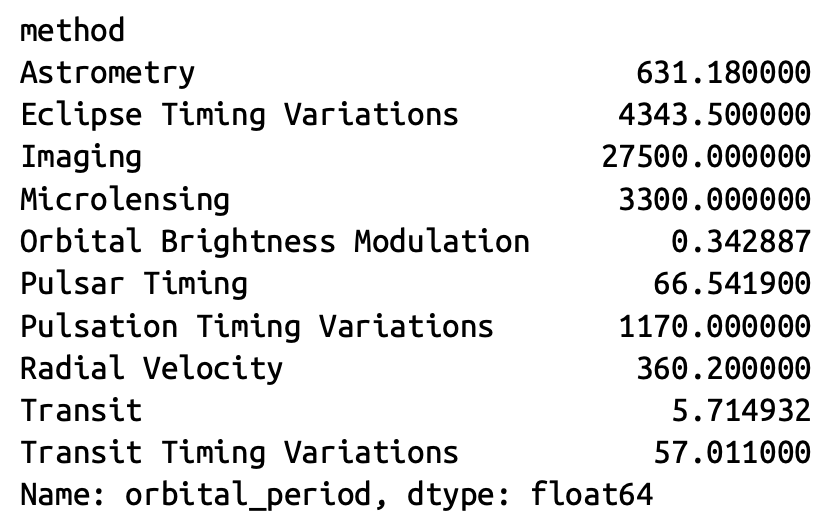 method
Astrometry 631.180000
Eclipse Timing Variations 4343.500000
Imaging 27500.000000
Microlensing 3300.000000
Orbital Brightness Modulation 0.342887
Pulsar Timing 66.541900
Pulsation Timing Variations 1170.000000
Radial Velocity 360.200000
Transit 5.714932
Transit Timing Variations 57.011000
Name: orbital_period, dtype: float64